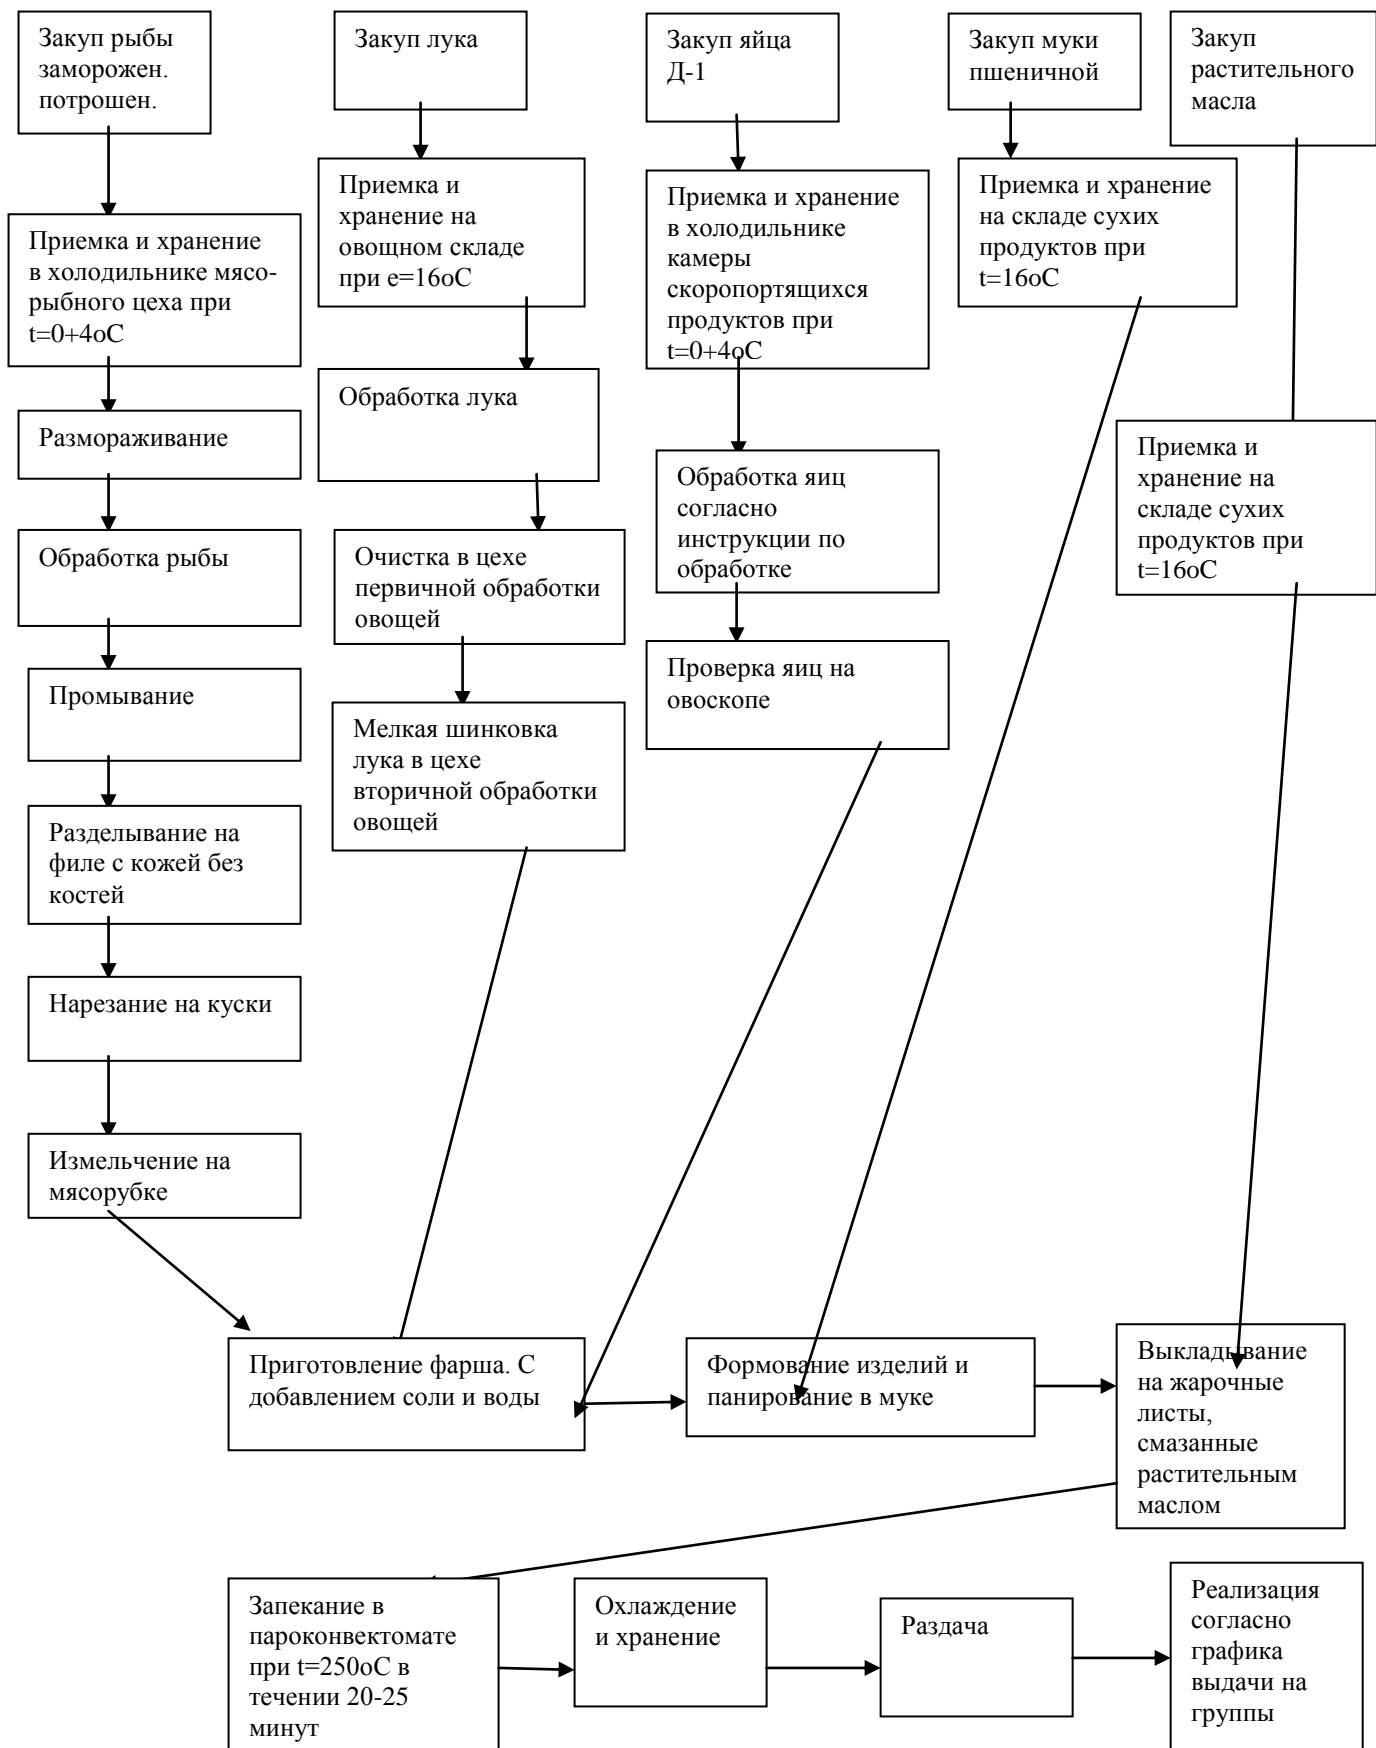 Закуп рыбы
заморожен.
потрошен.
Закуп лука
Закуп яйца
Д-1
Закуп муки
пшеничной
Закуп
растительного
масла
Приемка и хранение
в холодильнике мясо-
рыбного цеха при
t=0+4оС
Приемка и
хранение на
овощном складе
при е=16оС
Приемка и хранение
в холодильнике
камеры
скоропортящихся
продуктов при
t=0+4оС
Приемка и хранение
на складе сухих
продуктов при
t=16оС
Приемка и
хранение на
складе сухих
продуктов при
t=16оС
Размораживание
Обработка лука
Обработка яиц
согласно
инструкции по
обработке
Обработка рыбы
Очистка в цехе
первичной обработки
овощей
Проверка яиц на
овоскопе
Промывание
Мелкая шинковка
лука в цехе
вторичной обработки
овощей
Разделывание на
филе с кожей без
костей
Нарезание на куски
Измельчение на
мясорубке
Приготовление фарша. С
добавлением соли и воды
Формование изделий и
панирование в муке
Выкладывание
на жарочные
листы,
смазанные
растительным
маслом
Запекание в
пароконвектомате
при t=250оС в
течении 20-25
минут
Охлаждение
и хранение
Раздача
Реализация
согласно
графика
выдачи на
группы